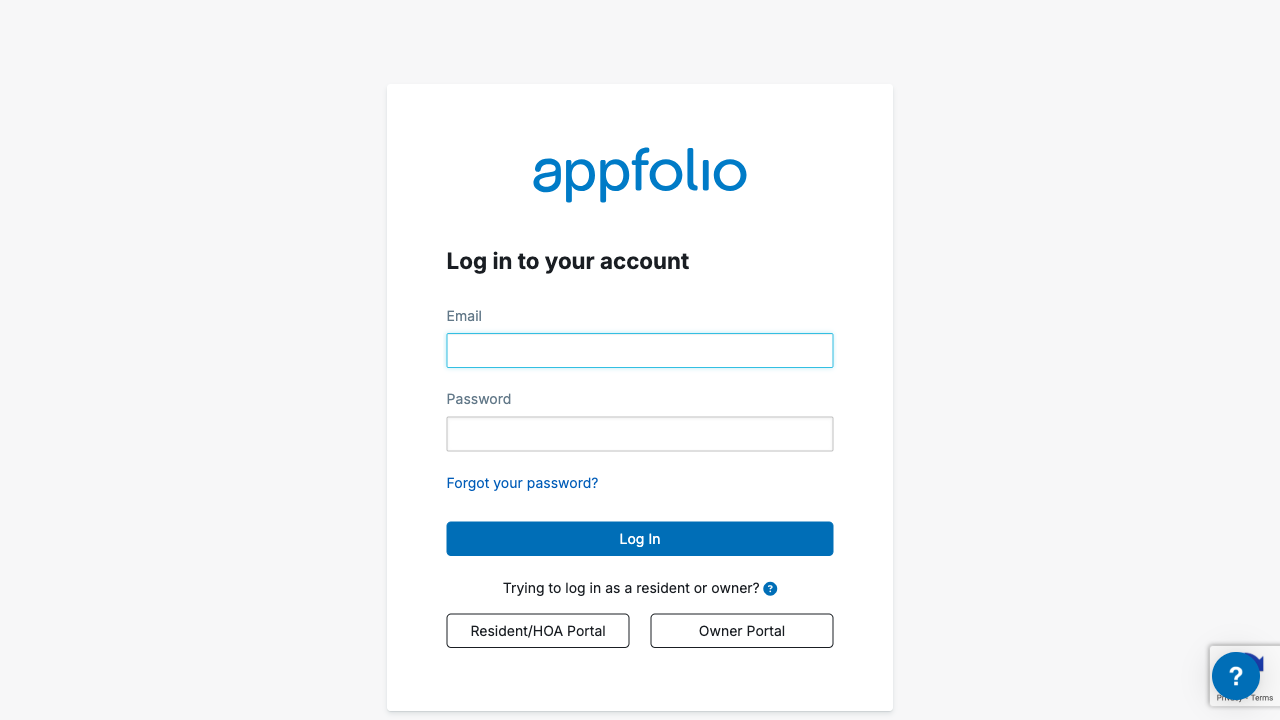 appfolio
Log in to your account
Email
Password
Forgot your password?
Log In
Trying to log in as a resident or owner? ?
Resident/HOA Portal
Owner Portal
?
Terms